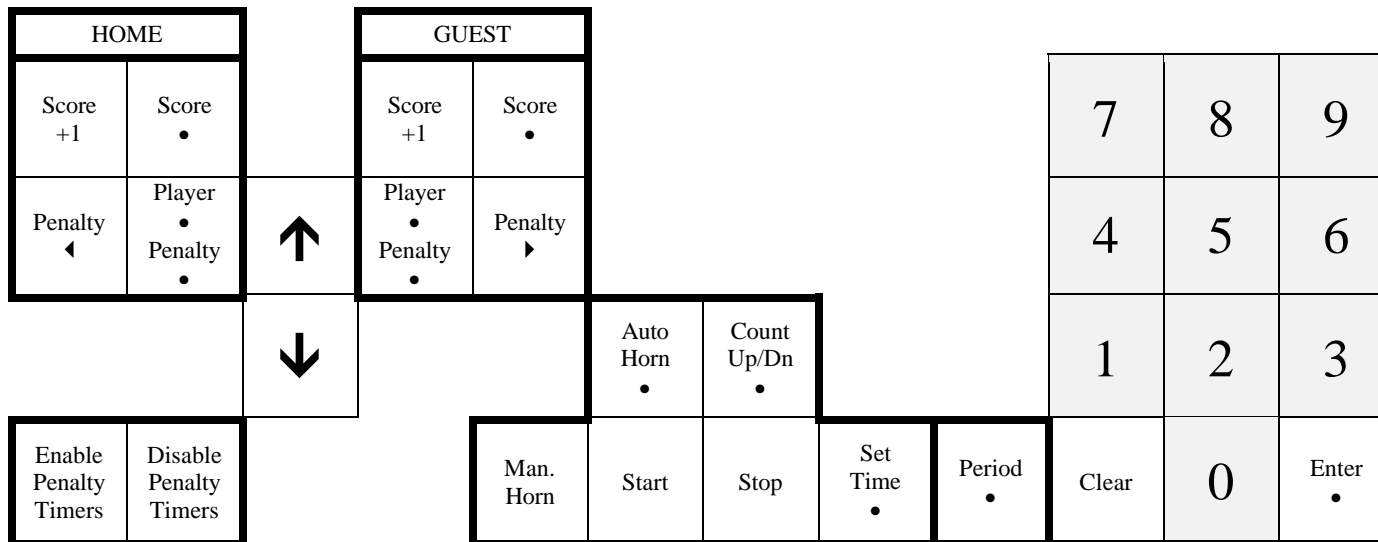 HOME
GUEST
Score
+1
Score
•
Score
+1
Score
•
7
8
9
Penalty
◀
Player
•
Penalty
•
↑
Player
•
Penalty
•
Penalty
▶
4
5
6
↓
Auto
Horn
•
Count
Up/Dn
•
1
2
3
Enable
Penalty
Timers
Disable
Penalty
Timers
Man.
Horn
Start
Stop
Set
Time
•
Period
•
Clear
0
Enter
•